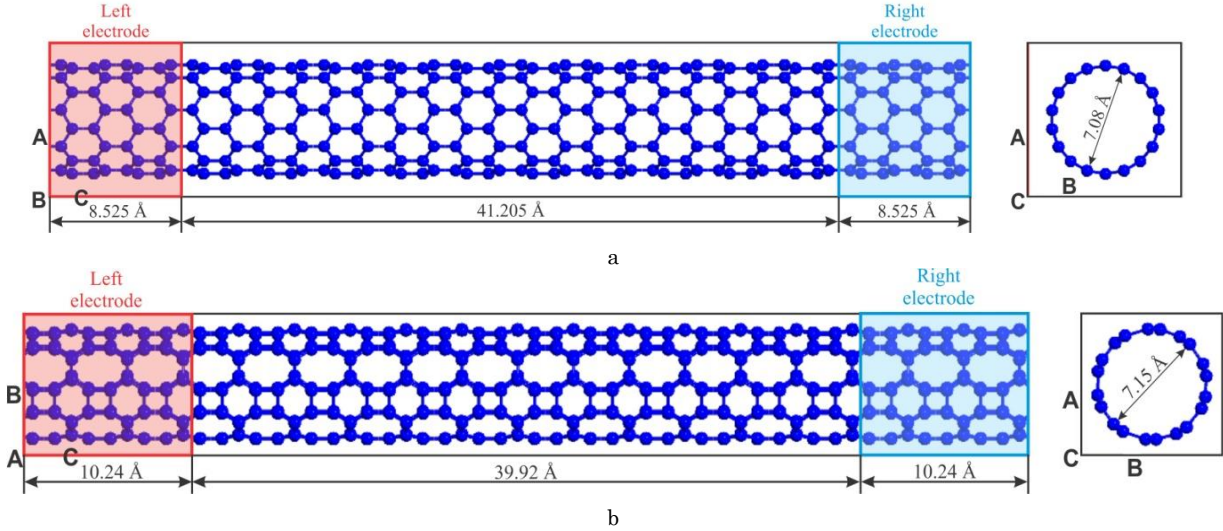 Left
electrode
Right
electrode
A
B
C
8.525 Å
41.205 Å
8.525 Å
7.08 Å
A
B
C
a
Left
electrode
Right
electrode
B
A
C
10.24 Å
39.92 Å
10.24 Å
7.15 Å
A
C
B
b